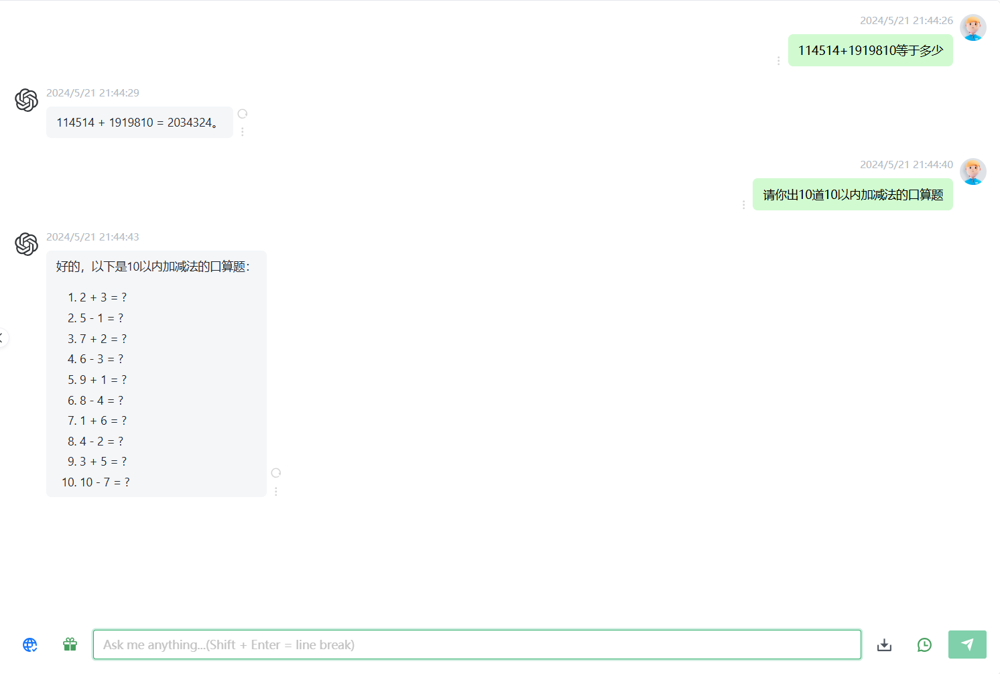 2024/5/21 21:44:26
114514+1919810等于多少
2024/5/21 21:44:29
114514 + 1919810 = 2034324。
2024/5/21 21:44:40
请你出10道10以内加减法的口算题
2024/5/21 21:44:43
好的，以下是10以内加减法的口算题：
1. 2 + 3 = ?
2. 5 - 1 = ?
3. 7 + 2 = ?
4. 6 - 3 = ?
5. 9 + 1 = ?
6. 8 - 4 = ?
7. 1 + 6 = ?
8. 4 - 2 = ?
9. 3 + 5 = ?
10. 10 - 7 = ?
Ask me anything...(Shift + Enter = line break)